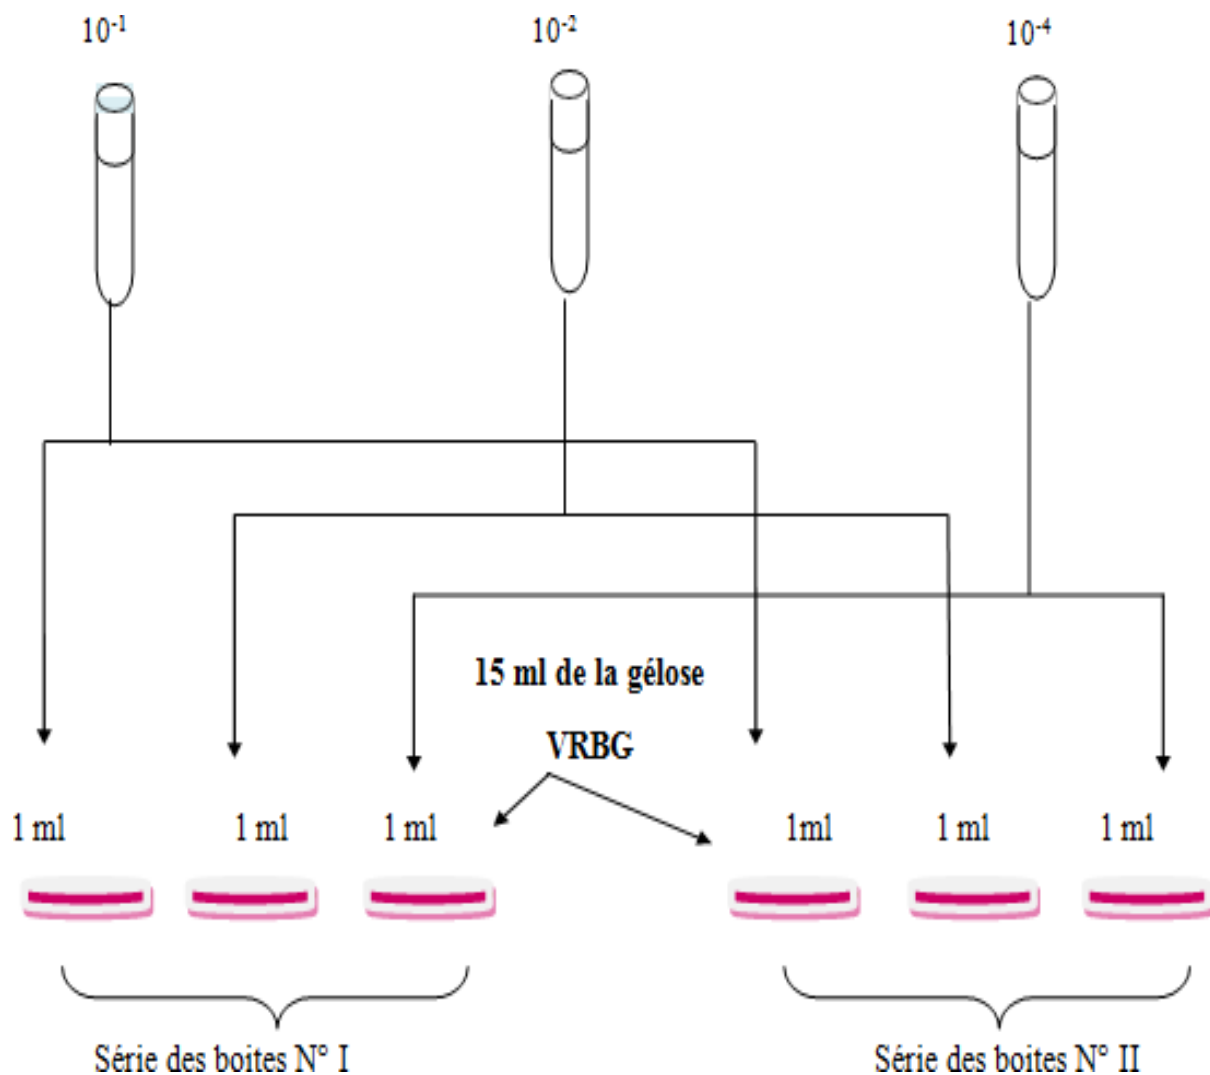 10⁻¹ 10⁻² 10⁻⁴
15 ml de la gélose
VRBG
1 ml 1 ml 1 ml 1ml 1 ml 1 ml
Série des boites N° I Série des boites N° II